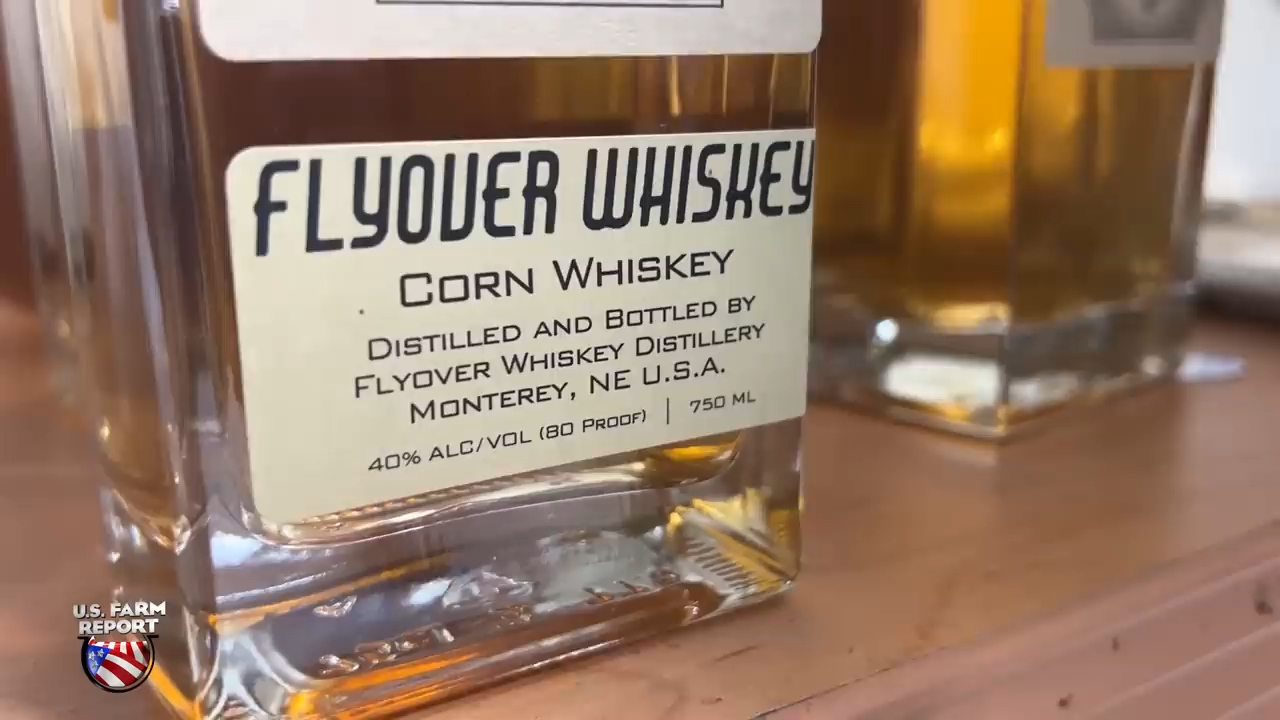 FLYOVER WHISKEY
CORN WHISKEY
DISTILLED AND BOTTLED BY
FLYOVER WHISKEY DISTILLERY
MONTEREY, NE U.S.A.
40% ALC/VOL (80 PROOF) | 750 ML
U.S. FARM
REPORT